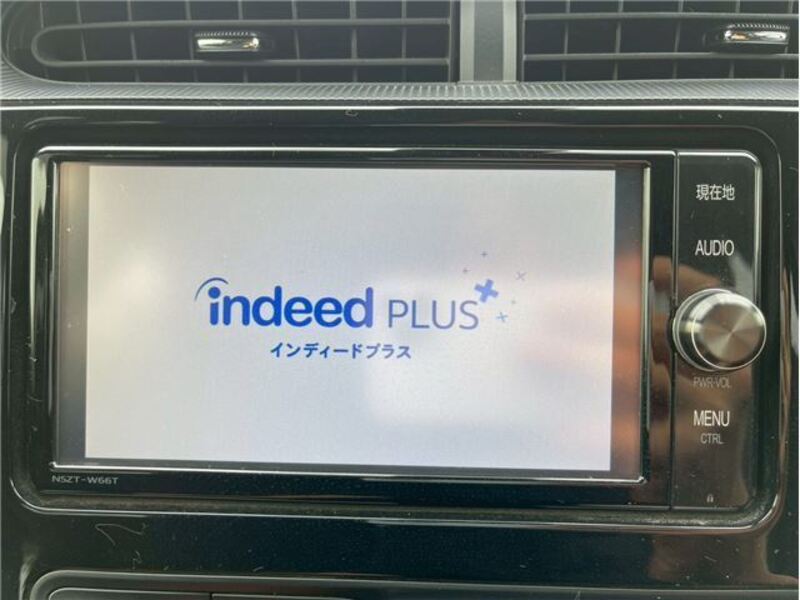 indeed PLUS
インディードプラス
現在地
AUDIO
PWR·VOL
MENU
CTRL
NSZT-W66T